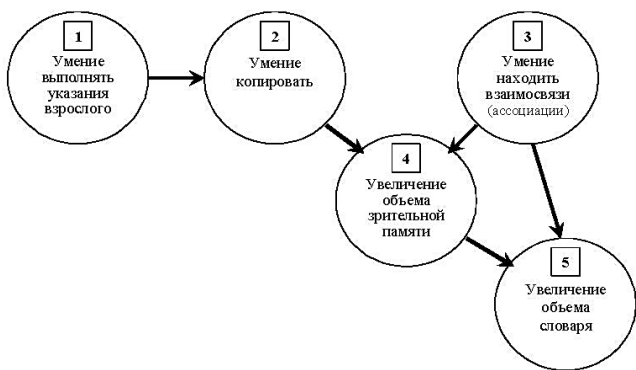 1
Умение
выполнять
указания
взрослого
2
Умение
копировать
3
Умение
находить
взаимосвязи
(ассоциации)
4
Увеличение
объема
зрительной
памяти
5
Увеличение
объема
словаря